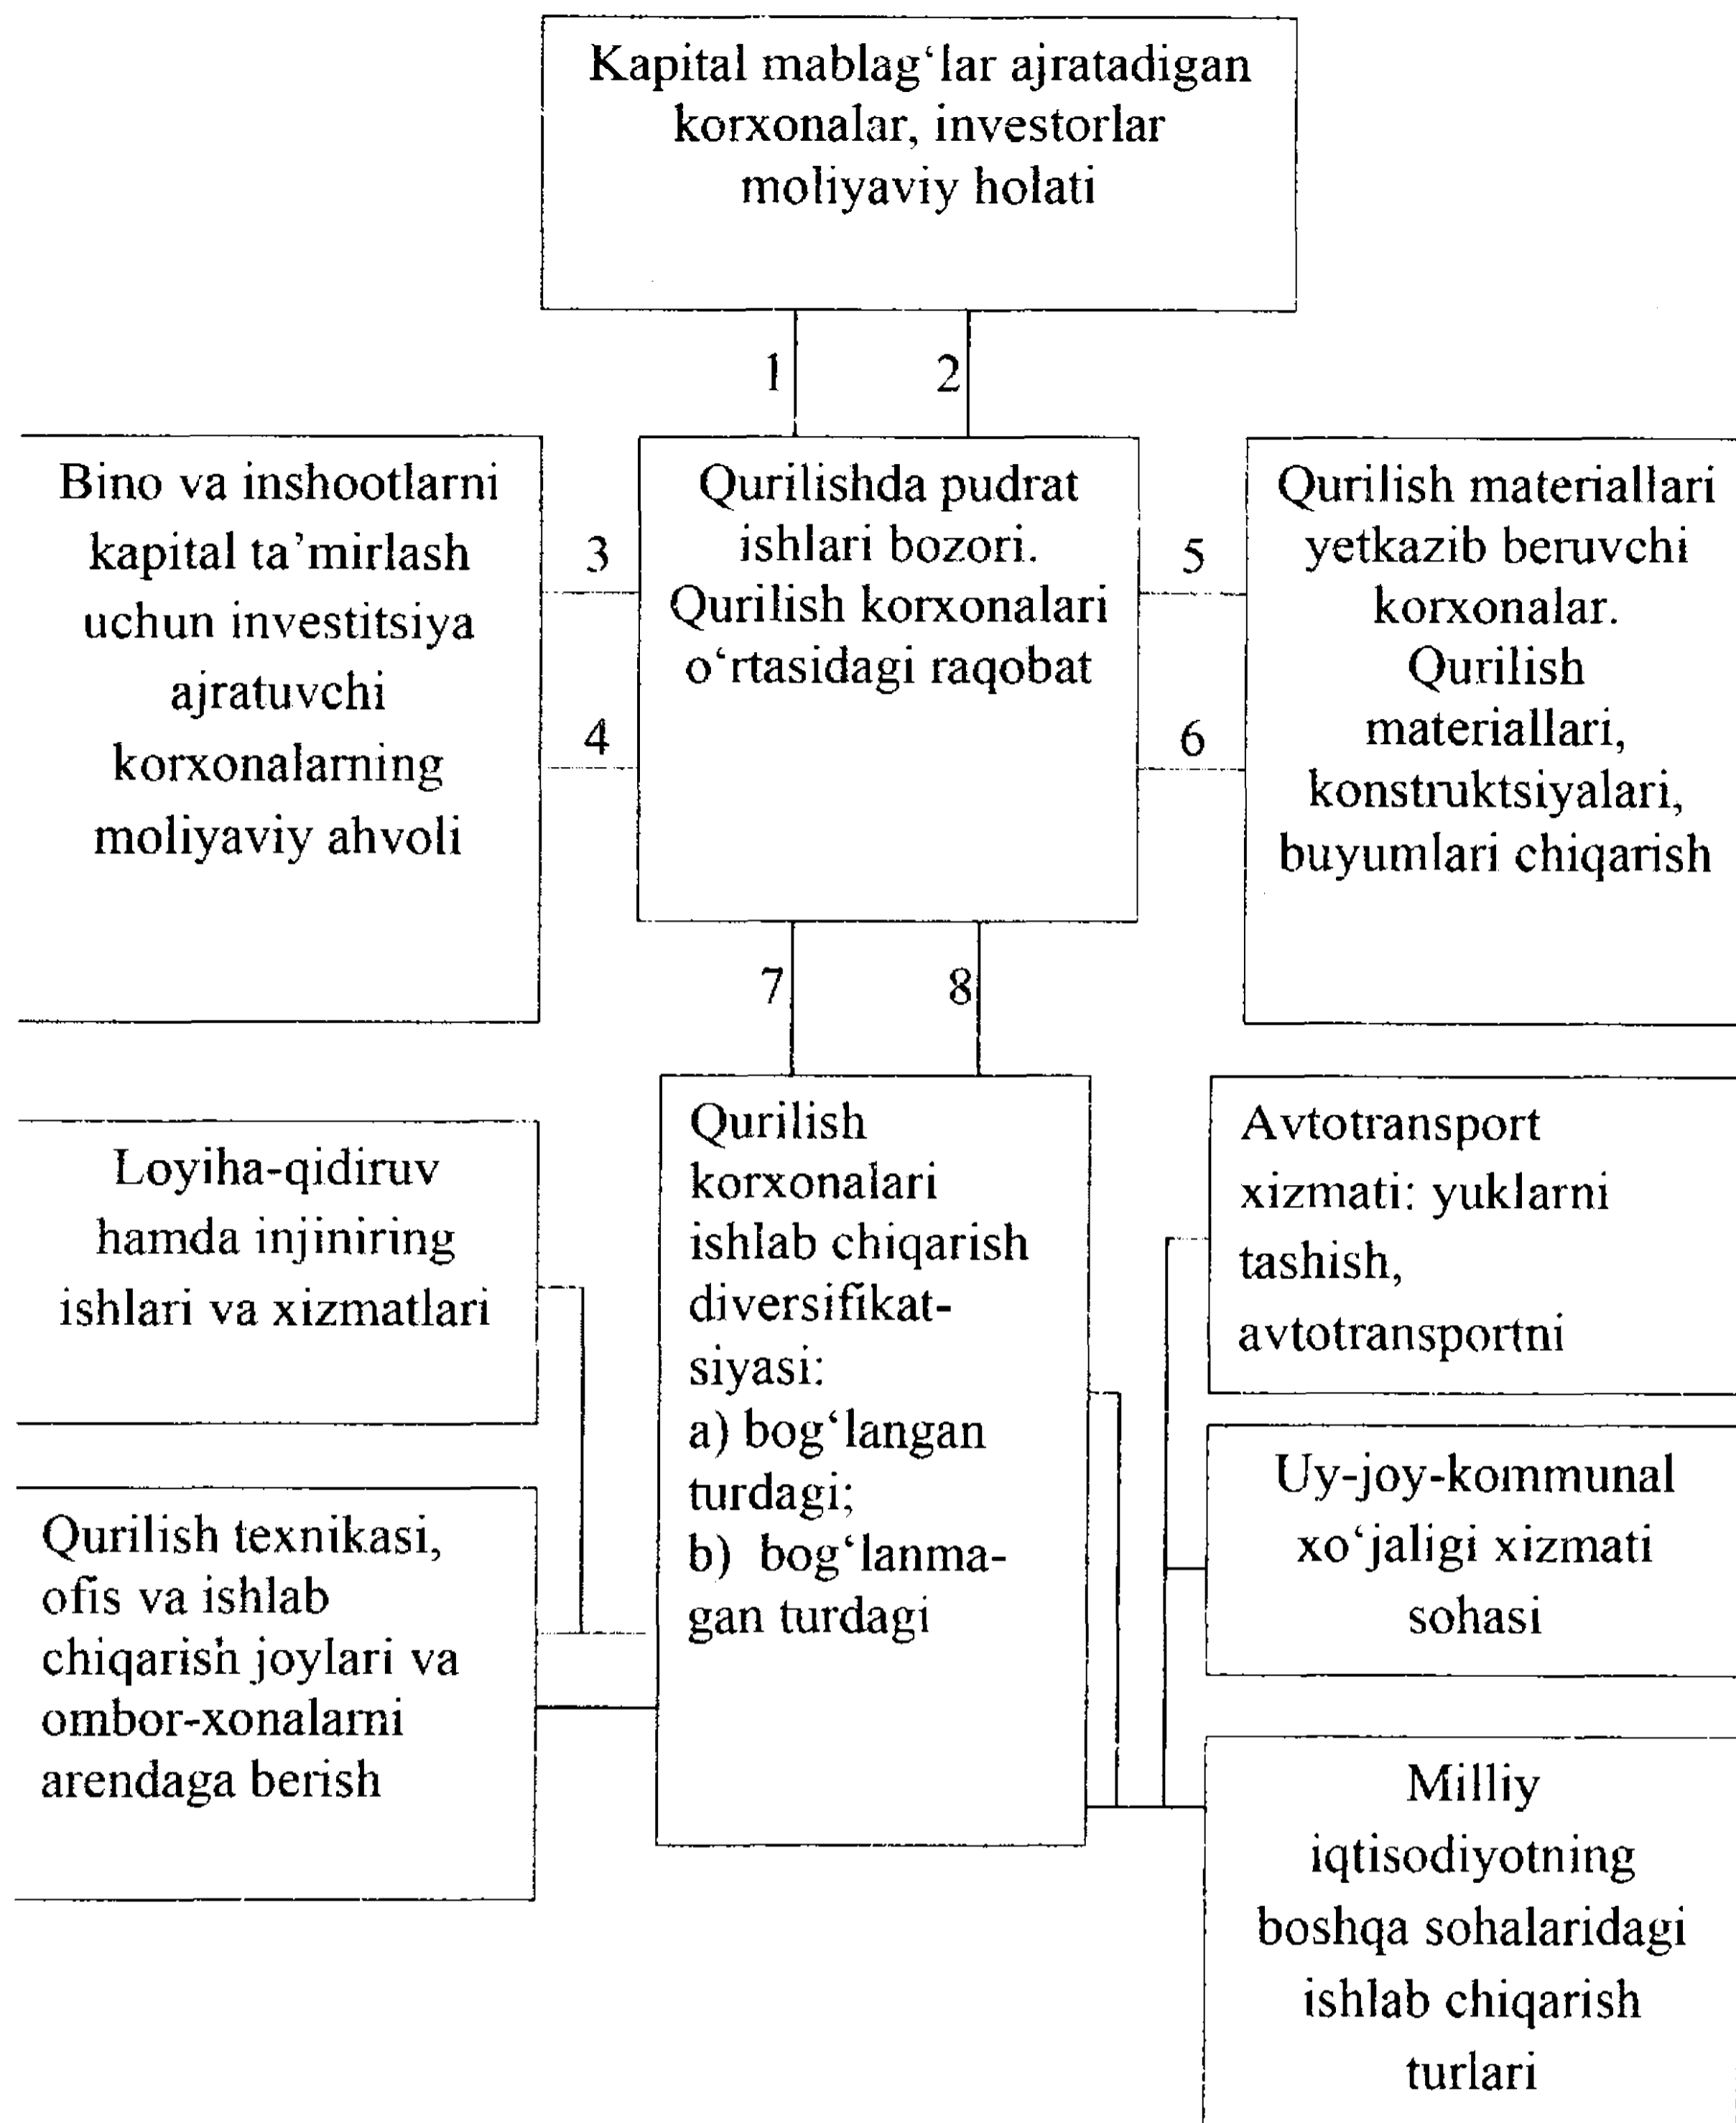 Kapital mablag‘lar ajratadigan
korxonalar, investorlar
moliyaviy holati
1
2
Bino va inshootlarni
kapital ta’mirlash
uchun investitsiya
ajratuvchi
korxonalarning
moliyaviy ahvoli
3
4
Qurilishda pudrat
ishlari bozori.
Qurilish korxonalari
o‘rtasidagi raqobat
5
6
Qurilish materiallari
yetkazib beruvchi
korxonalar.
Qurilish
materiallari,
konstruktsiyalari,
buyumlari chiqarish
7
8
Loyiha-qidiruv
hamda injiniring
ishlari va xizmatlari
Qurilish texnikasi,
ofis va ishlab
chiqarish joylari va
ombor-xonalarni
arendaga berish
Qurilish
korxonalari
ishlab chiqarish
diversifikat-
siyasi:
a) bog‘langan
turdagi;
b) bog‘lanma-
gan turdagi
Avtotransport
xizmati: yuklarni
tashish,
avtotransportni
Uy-joy-kommunal
xo‘jaligi xizmati
sohasi
Milliy
iqtisodiyotning
boshqa sohalaridagi
ishlab chiqarish
turlari